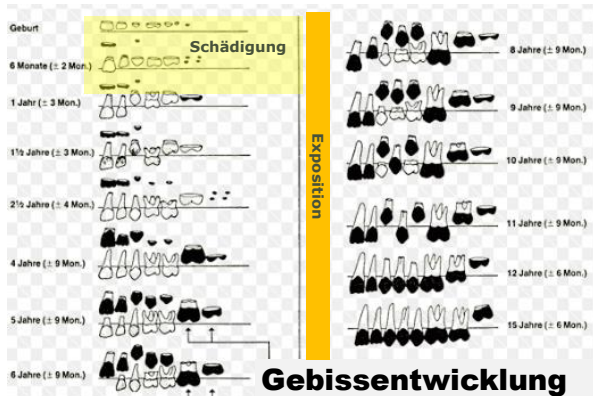 Geburt
Schädigung
6 Monate (± 2 Mon.)
1 Jahr (± 3 Mon.)
1½ Jahre (± 3 Mon.)
2½ Jahre (± 4 Mon.)
4 Jahre (± 9 Mon.)
5 Jahre (± 9 Mon.)
6 Jahre (± 9 Mon.)
Exposition
8 Jahre (± 9 Mon.)
9 Jahre (± 9 Mon.)
10 Jahre (± 9 Mon.)
11 Jahre (± 9 Mon.)
12 Jahre (± 6 Mon.)
15 Jahre (± 6 Mon.)
Gebissentwicklung